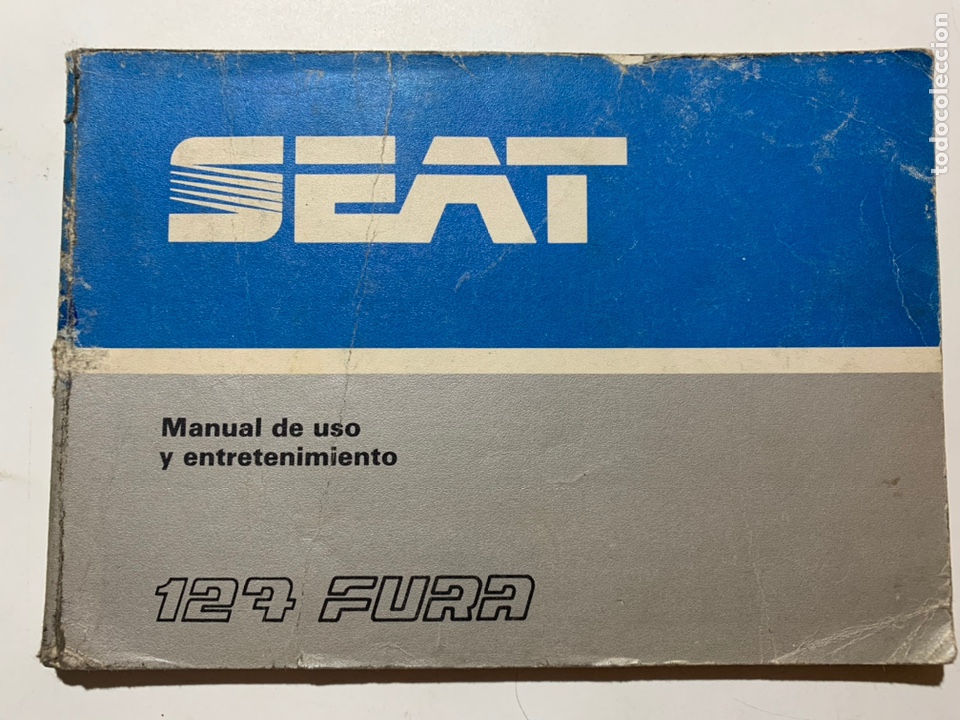 SEAT
Manual de uso
y entretenimiento
127 FURA
todocoleccion